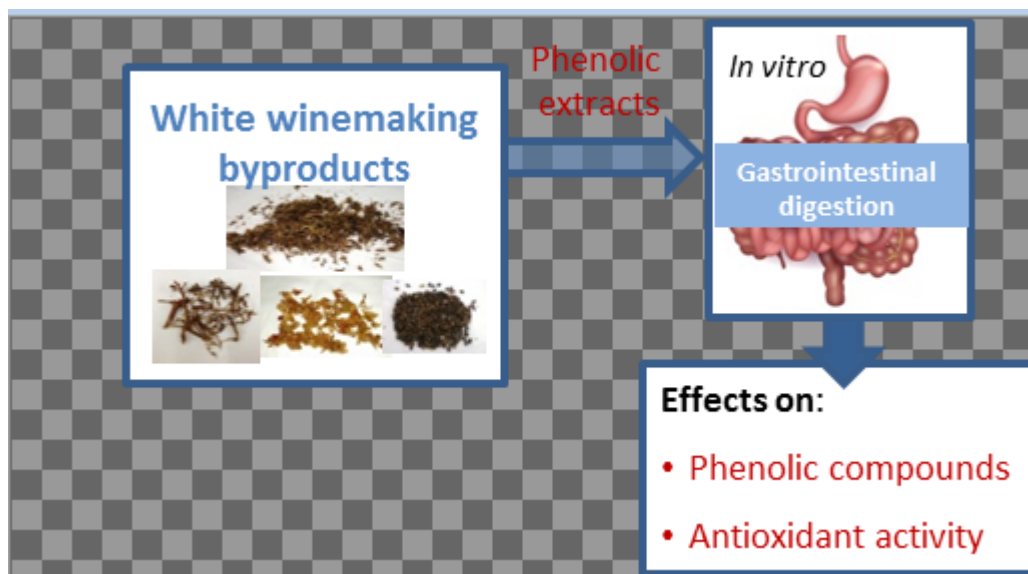 White winemaking
byproducts
Phenolic
extracts
In vitro
Gastrointestinal
digestion
Effects on:
• Phenolic compounds
• Antioxidant activity